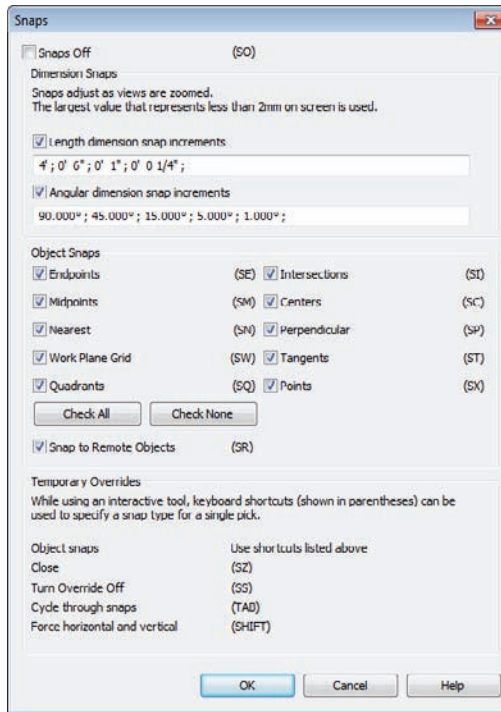 Snaps
Snaps Off (SO)
Dimension Snaps
Snaps adjust as views are zoomed.
The largest value that represents less than 2mm on screen is used.
Length dimension snap increments
4' ; 0' 6" ; 0' 1" ; 0' 0 1/4" ;
Angular dimension snap increments
90.000° ; 45.000° ; 15.000° ; 5.000° ; 1.000° ;
Object Snaps
Endpoints (SE) Intersections (SI)
Midpoints (SM) Centers (SC)
Nearest (SN) Perpendicular (SP)
Work Plane Grid (SW) Tangents (ST)
Quadrants (SQ) Points (SX)
Check All Check None
Snap to Remote Objects (SR)
Temporary Overrides
While using an interactive tool, keyboard shortcuts (shown in parentheses) can be
used to specify a snap type for a single pick.
Object snaps Use shortcuts listed above
Close (SZ)
Turn Override Off (SS)
Cycle through snaps (TAB)
Force horizontal and vertical (SHIFT)
OK Cancel Help